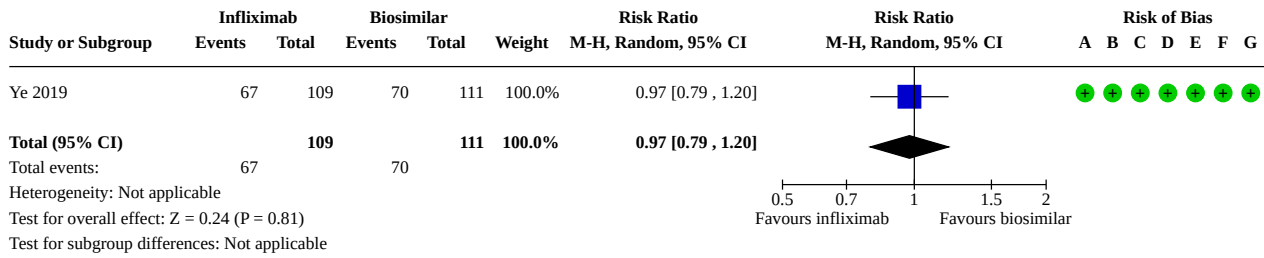 Infliximab Biosimilar Risk Ratio Risk Ratio Risk of Bias
Study or Subgroup Events Total Events Total Weight M-H, Random, 95% CI M-H, Random, 95% CI A B C D E F G
Ye 2019 67 109 70 111 100.0% 0.97 [0.79 , 1.20] + + + + + + +
Total (95% CI) 109 111 100.0% 0.97 [0.79 , 1.20]
Total events: 67 70
Heterogeneity: Not applicable
0.5 0.7 1 1.5 2
Test for overall effect: Z = 0.24 (P = 0.81) Favours infliximab Favours biosimilar
Test for subgroup differences: Not applicable